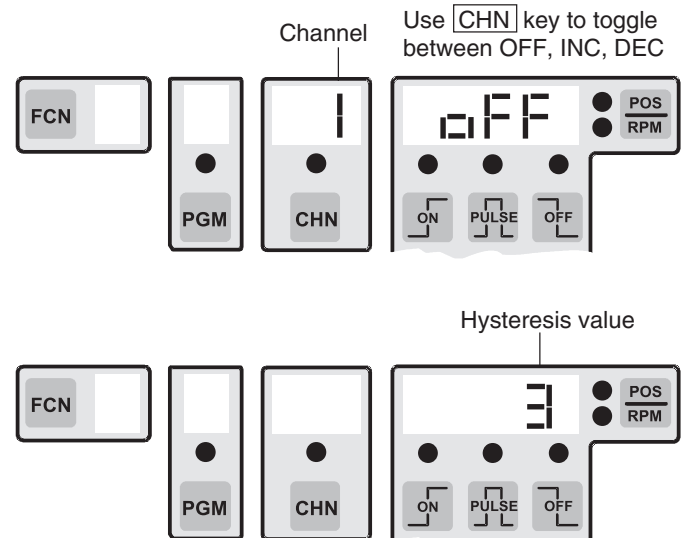 Channel
Use CHN key to toggle
between OFF, INC, DEC
FCN
1
oFF
POS
RPM
PGM
CHN
ON
PULSE
OFF
Hysteresis value
FCN
3
POS
RPM
PGM
CHN
ON
PULSE
OFF